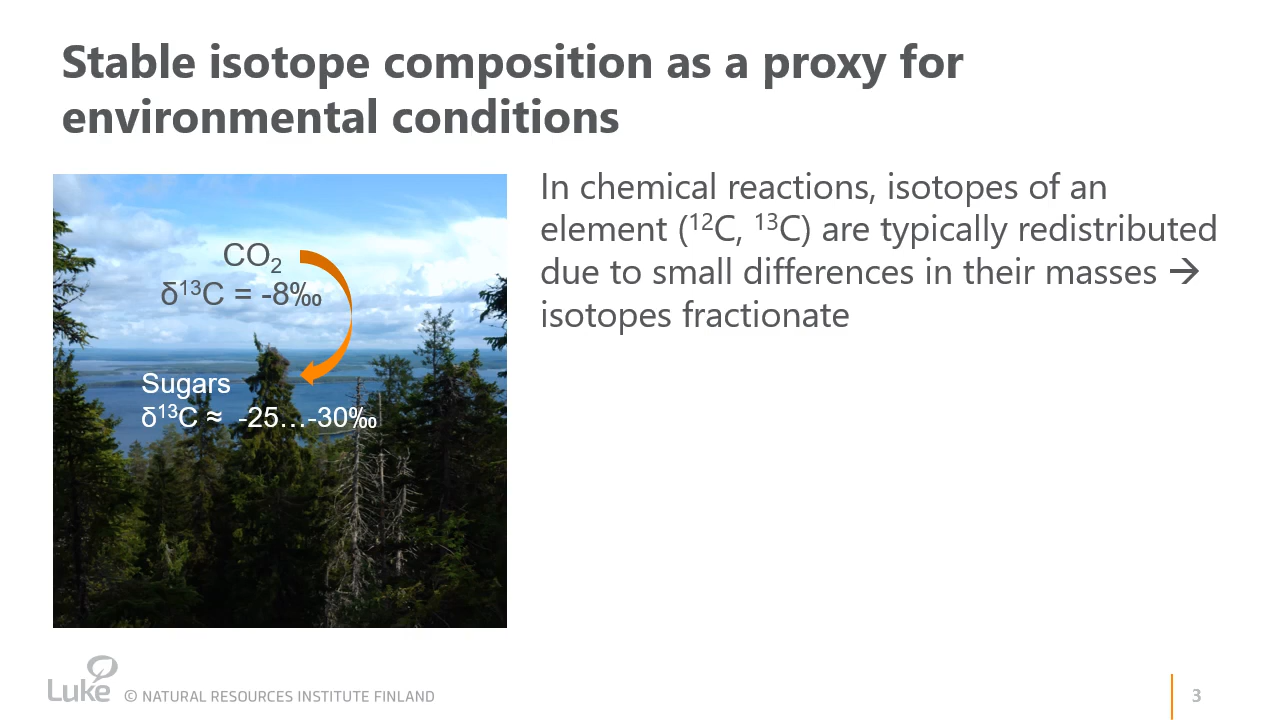 Stable isotope composition as a proxy for
environmental conditions
CO₂
δ¹³C = -8‰
Sugars
δ¹³C ≈ -25…-30‰
In chemical reactions, isotopes of an
element (¹²C, ¹³C) are typically redistributed
due to small differences in their masses →
isotopes fractionate
Luke © NATURAL RESOURCES INSTITUTE FINLAND
3